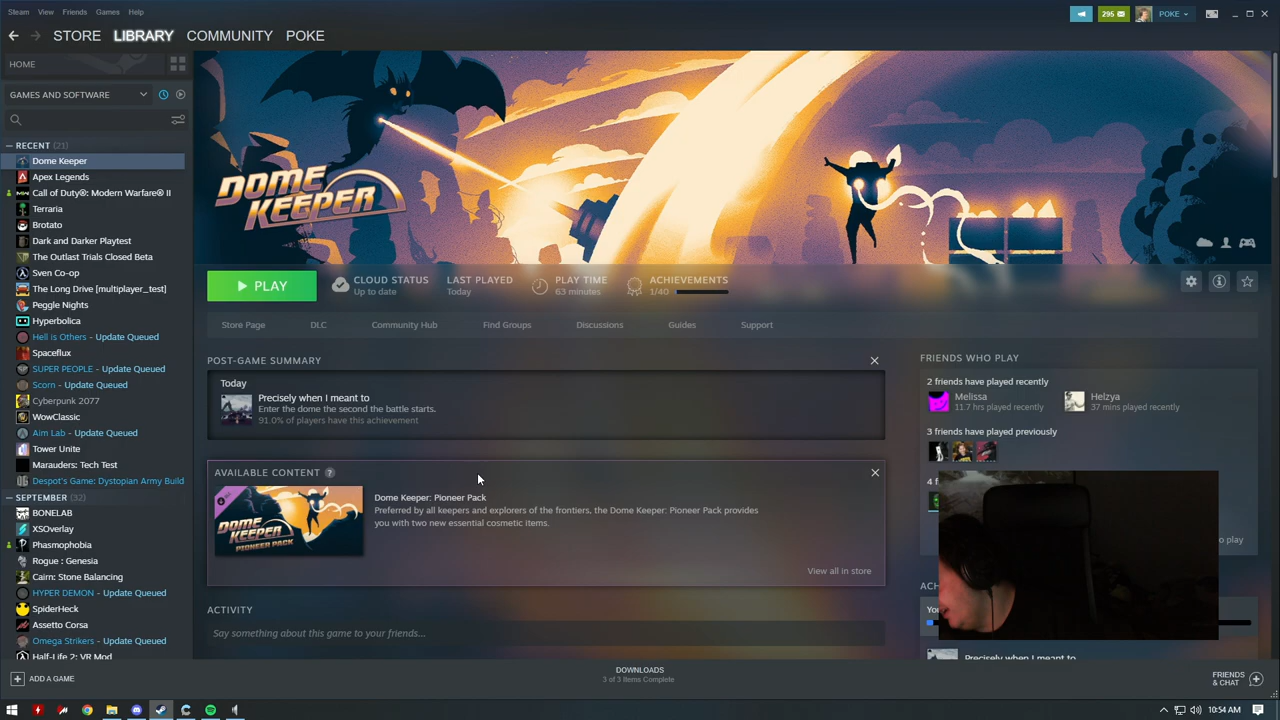 Steam View Friends Games Help
295 POKE
STORE LIBRARY COMMUNITY POKE
HOME
GAMES AND SOFTWARE
RECENT (21)
Dome Keeper
Apex Legends
Call of Duty®: Modern Warfare® II
Terraria
Brotato
Dark and Darker Playtest
The Outlast Trials Closed Beta
Sven Co-op
The Long Drive [multiplayer_test]
Peggle Nights
Hyperbolica
Hell is Others - Update Queued
Spaceflux
SUPER PEOPLE - Update Queued
Scorn - Update Queued
Cyberpunk 2077
WowClassic
Aim Lab - Update Queued
Tower Unite
Marauders: Tech Test
Despot's Game: Dystopian Army Build
SEPTEMBER (32)
BONELAB
XSOverlay
Phasmophobia
Rogue : Genesia
Cairn: Stone Balancing
HYPER DEMON - Update Queued
SpiderHeck
Assetto Corsa
Omega Strikers - Update Queued
Half-Life 2: VR Mod
DOME
KEEPER
PLAY
CLOUD STATUS
Up to date
LAST PLAYED
Today
PLAY TIME
63 minutes
ACHIEVEMENTS
1/40
Store Page DLC Community Hub Find Groups Discussions Guides Support
POST-GAME SUMMARY
Today
Precisely when I meant to
Enter the dome the second the battle starts.
91.0% of players have this achievement
AVAILABLE CONTENT ?
DOME
KEEPER
PIONEER PACK
Dome Keeper: Pioneer Pack
Preferred by all keepers and explorers of the frontiers, the Dome Keeper: Pioneer Pack provides
you with two new essential cosmetic items.
View all in store
ACTIVITY
Say something about this game to your friends...
FRIENDS WHO PLAY
2 friends have played recently
Melissa
11.7 hrs played recently
Helzya
37 mins played recently
3 friends have played previously
4 f
o play
ACH
You
Precisely when I meant to
ADD A GAME
DOWNLOADS
3 of 3 Items Complete
FRIENDS
& CHAT
10:54 AM